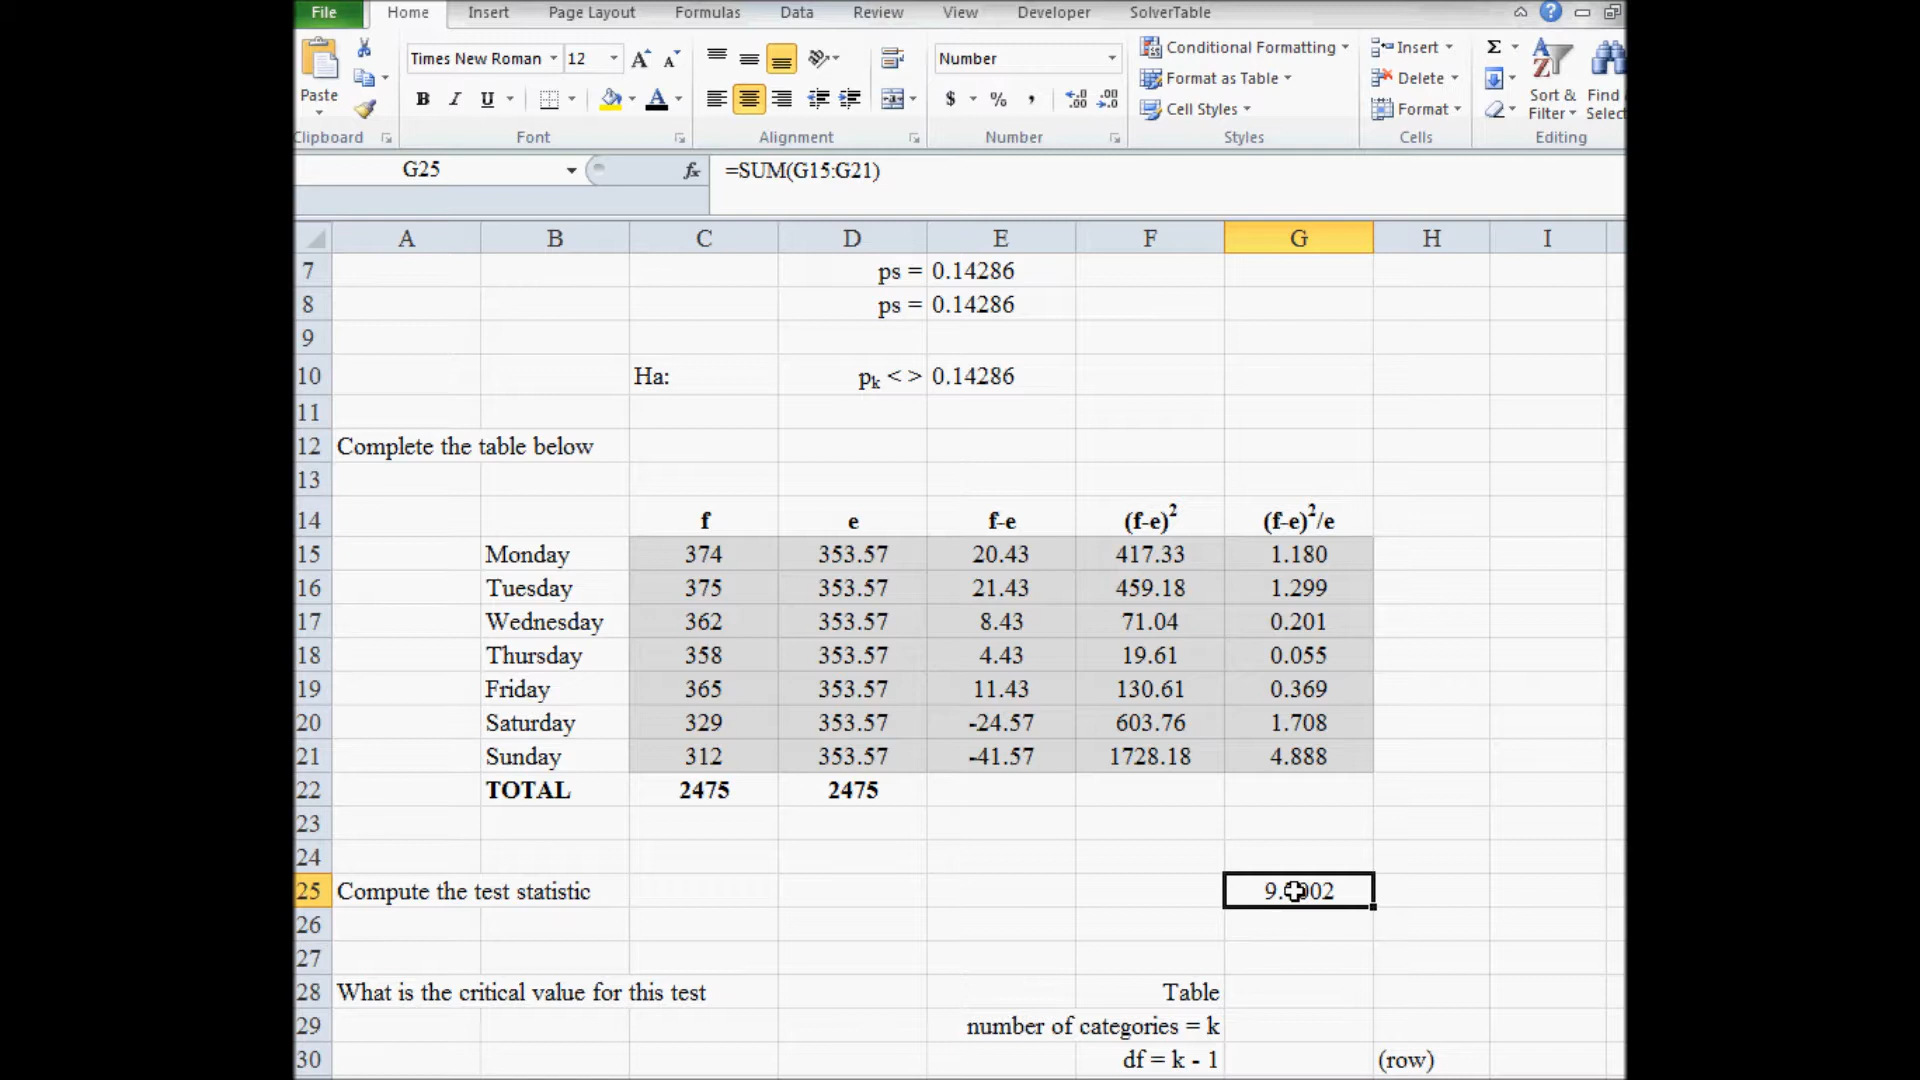 File Home Insert Page Layout Formulas Data Review View Developer SolverTable
Times New Roman 12 Number Conditional Formatting Insert Σ
Format as Table Delete
Paste B I U $ % , Cell Styles Format Sort & Filter Find
Clipboard Font Alignment Number Styles Cells Editing
G25 fx =SUM(G15:G21)
A B C D E F G H I
7 ps = 0.14286
8 ps = 0.14286
9
10 Ha: pk < > 0.14286
11
12 Complete the table below
13
14 f e f-e (f-e)2 (f-e)2/e
15 Monday 374 353.57 20.43 417.33 1.180
16 Tuesday 375 353.57 21.43 459.18 1.299
17 Wednesday 362 353.57 8.43 71.04 0.201
18 Thursday 358 353.57 4.43 19.61 0.055
19 Friday 365 353.57 11.43 130.61 0.369
20 Saturday 329 353.57 -24.57 603.76 1.708
21 Sunday 312 353.57 -41.57 1728.18 4.888
22 TOTAL 2475 2475
23
24
25 Compute the test statistic
26
27
28 What is the critical value for this test Table
29 number of categories = k
30 df = k - 1 (row)